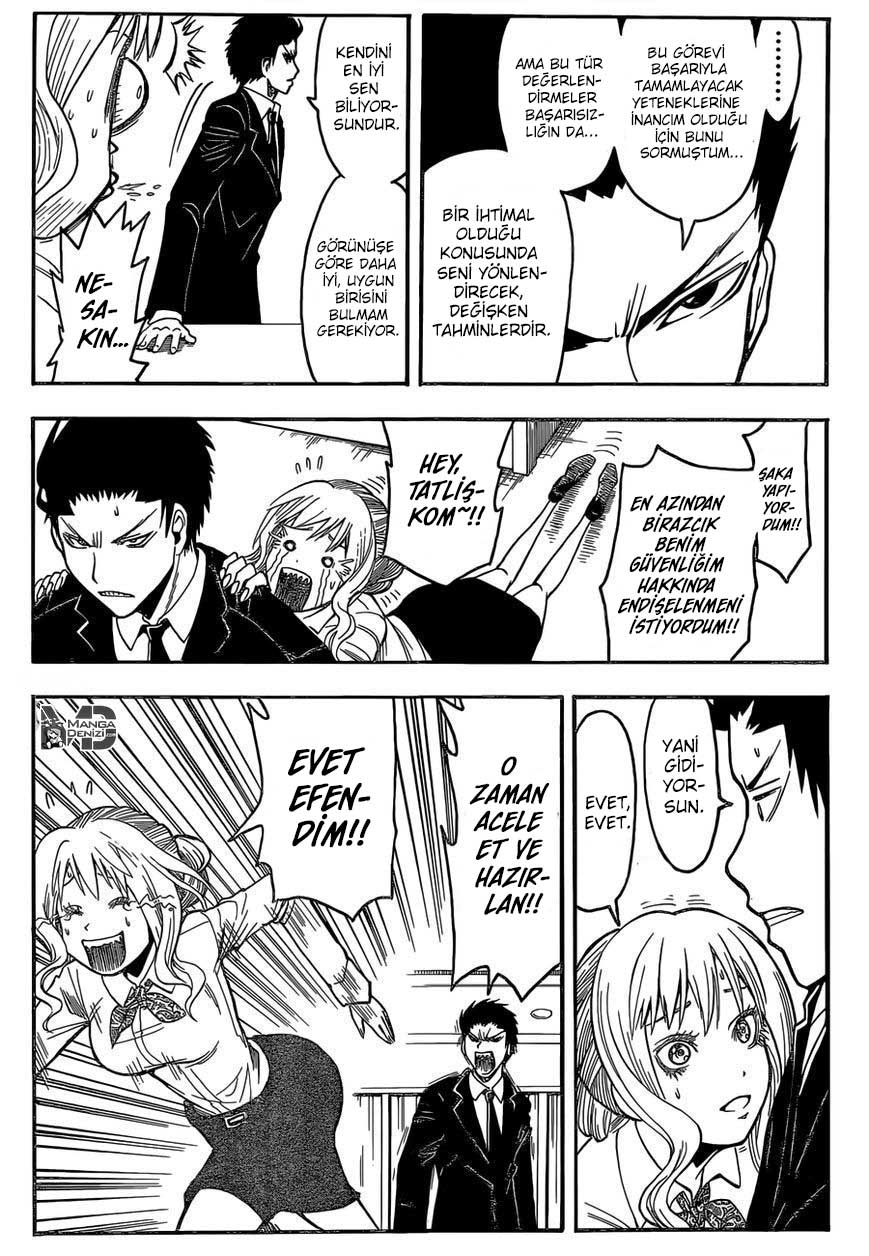 .........
BU GÖREVİ
BAŞARIYLA
TAMAMLAYACAK
YETENEKLERİNE
İNANCIM OLDUĞU
İÇİN BUNU
SORMUŞTUM...
AMA BU TÜR
DEĞERLEN-
DİRMELER
BAŞARISIZ-
LIĞIN DA...
BİR İHTİMAL
OLDUĞU
KONUSUNDA
SENİ YÖNLEN-
DİRECEK,
DEĞİŞKEN
TAHMİNLERDİR.
KENDİNİ
EN İYİ
SEN
BİLİYOR-
SUNDUR.
GÖRÜNÜŞE
GÖRE DAHA
İYİ, UYGUN
BİRİSİNİ
BULMAM
GEREKİYOR.
NE-
SA-
KIN...
ŞAKA
YAPI-
YOR-
DUM!!
EN AZINDAN
BİRAZCIK
BENİM
GÜVENLİĞİM
HAKKINDA
ENDİŞELENMENİ
İSTİYORDUM!!
HEY,
TATLIŞ-
KOM~!!
YANİ
GİDİ-
YOR-
SUN.
EVET,
EVET.
O
ZAMAN
ACELE
ET VE
HAZIR-
LAN!!
EVET
EFEN-
DİM!!
MANGA
DENİZİ